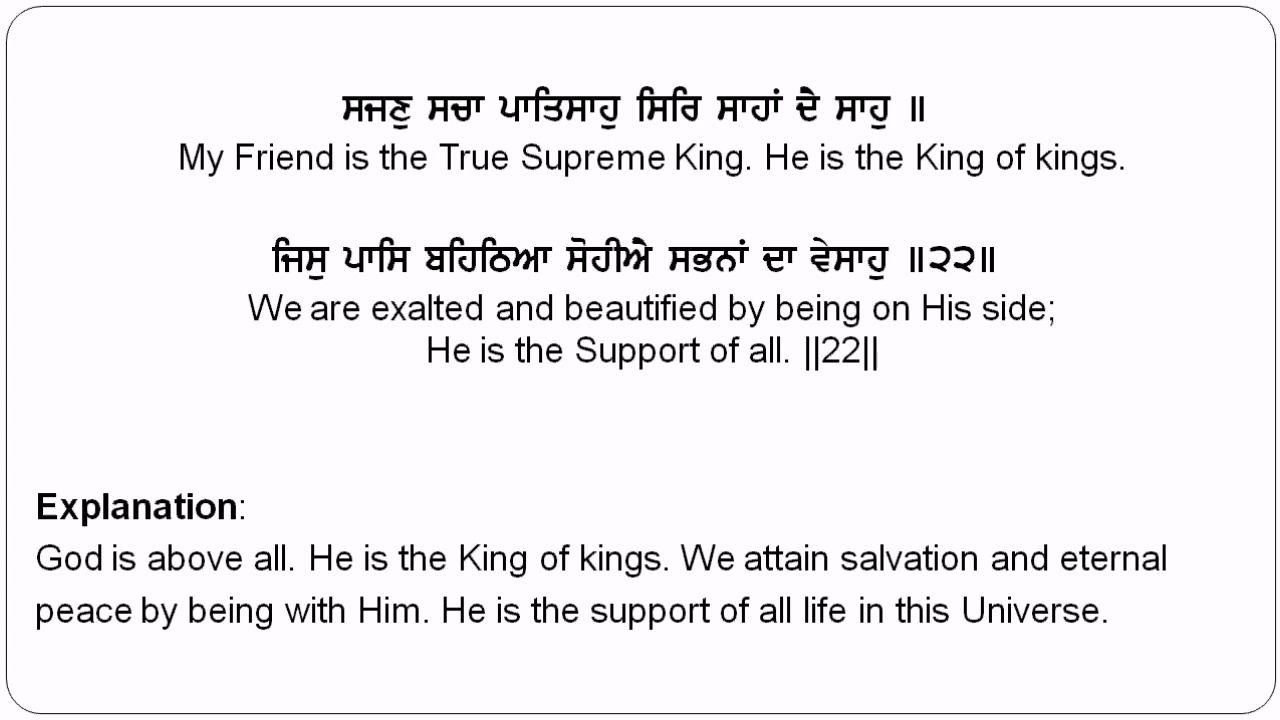 ਸਜਣੁ ਸਚਾ ਪਾਤਿਸਾਹੁ ਸਿਰਿ ਸਾਹਾਂ ਦੈ ਸਾਹੁ ॥
My Friend is the True Supreme King. He is the King of kings.
ਜਿਸੁ ਪਾਸਿ ਬਹਿਠਿਆ ਸੋਹੀਐ ਸਭਨਾਂ ਦਾ ਵੇਸਾਹੁ ॥੨੨॥
We are exalted and beautified by being on His side;
He is the Support of all. ||22||
Explanation:
God is above all. He is the King of kings. We attain salvation and eternal
peace by being with Him. He is the support of all life in this Universe.